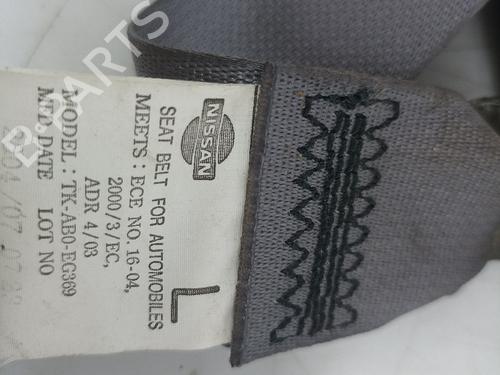 NISSAN
SEAT BELT FOR AUTOMOBILES
MEETS : ECE NO. 16-04,
2000/3/EC,
ADR 4/03
L
MODEL : TK-AB0-EG369
MFD DATE LOT NO
B-PARTS